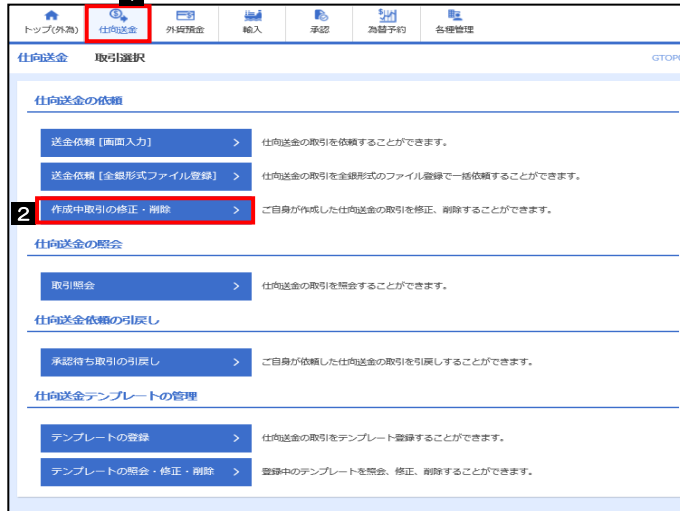 トップ(外為) 仕向送金 外貨預金 輸入 承認 為替予約 各種管理
仕向送金 取引選択 GTOP
仕向送金の依頼
送金依頼 [画面入力] > 仕向送金の取引を依頼することができます。
送金依頼 [全銀形式ファイル登録] > 仕向送金の取引を全銀形式のファイル登録で一括依頼することができます。
2 作成中取引の修正・削除 > ご自身が作成した仕向送金の取引を修正、削除することができます。
仕向送金の照会
取引照会 > 仕向送金の取引を照会することができます。
仕向送金依頼の引戻し
承認待ち取引の引戻し > ご自身が依頼した仕向送金の取引を引戻しすることができます。
仕向送金テンプレートの管理
テンプレートの登録 > 仕向送金の取引をテンプレート登録することができます。
テンプレートの照会・修正・削除 > 登録中のテンプレートを照会、修正、削除することができます。